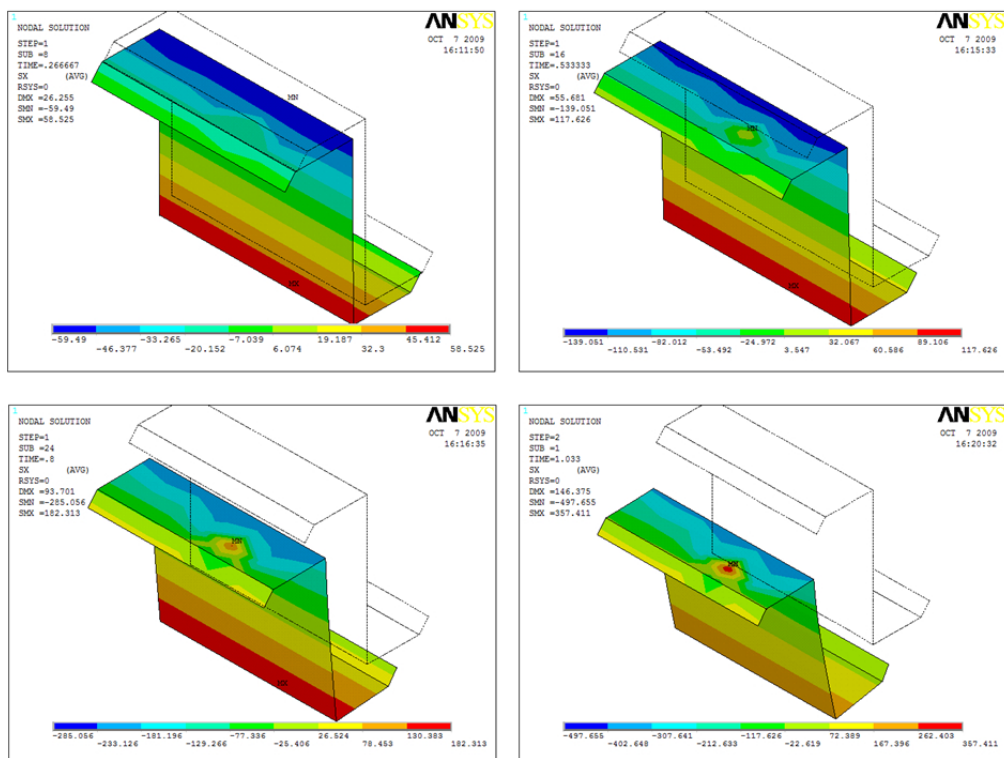 1
ANSYS
NODAL SOLUTION
OCT 7 2009
16:11:50
STEP=1
SUB =8
TIME=.266667
SX (AVG)
RSYS=0
DMX =26.255
SMN =-59.49
SMX =58.525
MN
MX
-59.49 -33.265 -7.039 19.187 45.412
-46.377 -20.152 6.074 32.3 58.525
1
ANSYS
NODAL SOLUTION
OCT 7 2009
16:15:33
STEP=1
SUB =16
TIME=.533333
SX (AVG)
RSYS=0
DMX =55.681
SMN =-139.051
SMX =117.626
MN
MX
-139.051 -82.012 -24.972 32.067 89.106
-110.531 -53.492 3.547 60.586 117.626
1
ANSYS
NODAL SOLUTION
OCT 7 2009
16:16:35
STEP=1
SUB =24
TIME=.8
SX (AVG)
RSYS=0
DMX =93.701
SMN =-285.056
SMX =182.313
MN
MX
-285.056 -181.196 -77.336 26.524 130.383
-233.126 -129.266 -25.406 78.453 182.313
1
ANSYS
NODAL SOLUTION
OCT 7 2009
16:20:32
STEP=2
SUB =1
TIME=1.033
SX (AVG)
RSYS=0
DMX =146.375
SMN =-497.655
SMX =357.411
-497.655 -307.641 -117.626 72.389 262.403
-402.648 -212.633 -22.619 167.396 357.411